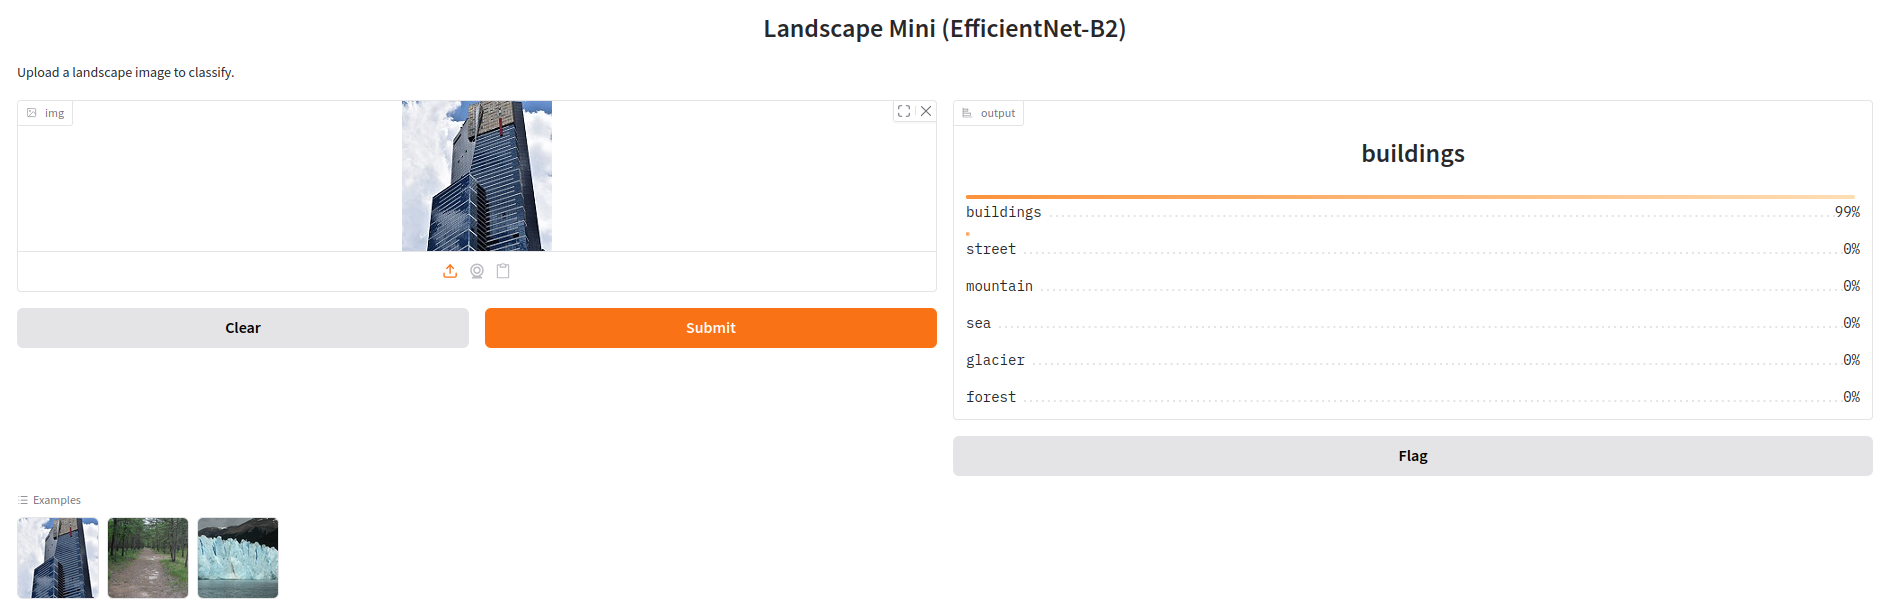 Landscape Mini (EfficientNet-B2)
Upload a landscape image to classify.
img
Clear
Submit
output
buildings
buildings 99%
street 0%
mountain 0%
sea 0%
glacier 0%
forest 0%
Flag
Examples